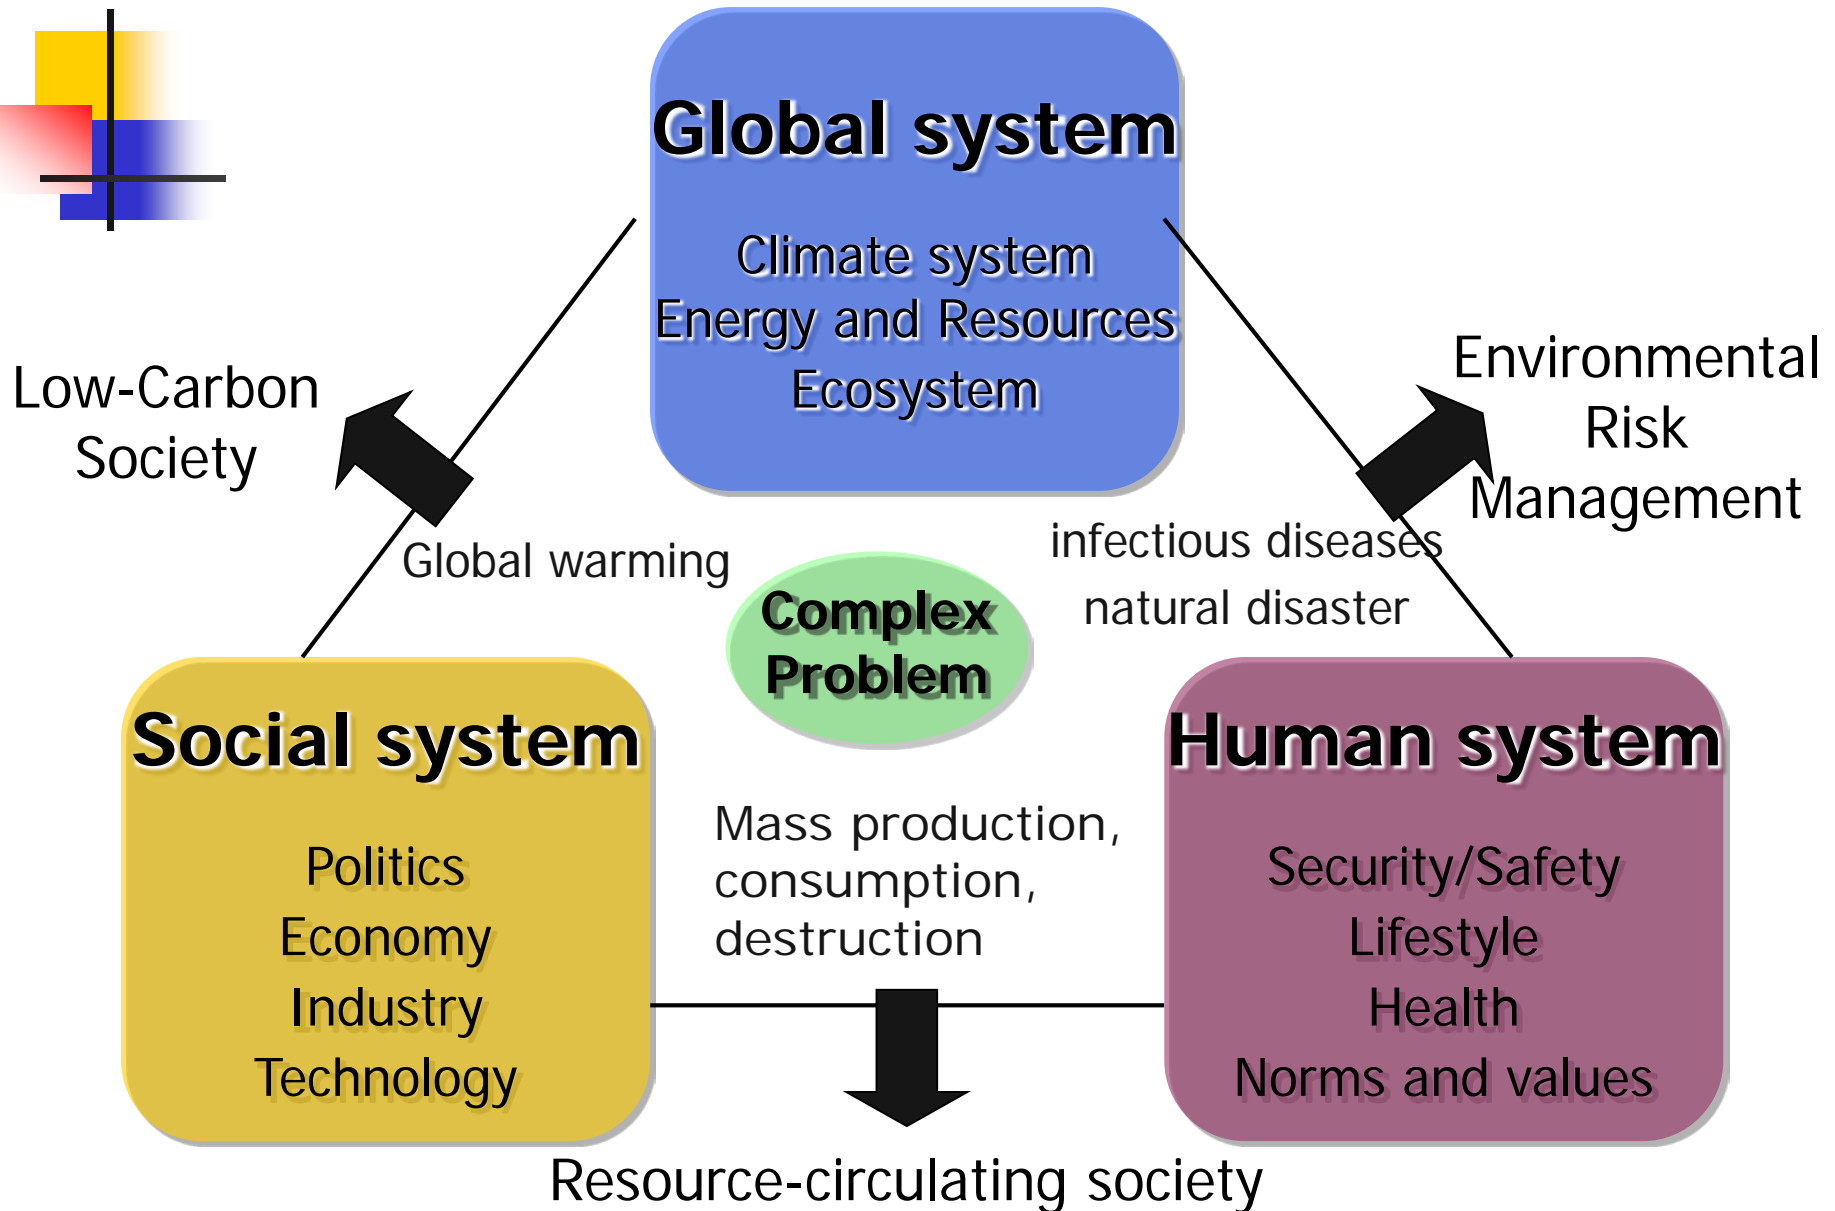 Global system
Climate system
Energy and Resources
Ecosystem
Low-Carbon
Society
Environmental
Risk
Management
Global warming
infectious diseases
natural disaster
Complex
Problem
Social system
Politics
Economy
Industry
Technology
Mass production,
consumption,
destruction
Human system
Security/Safety
Lifestyle
Health
Norms and values
Resource-circulating society